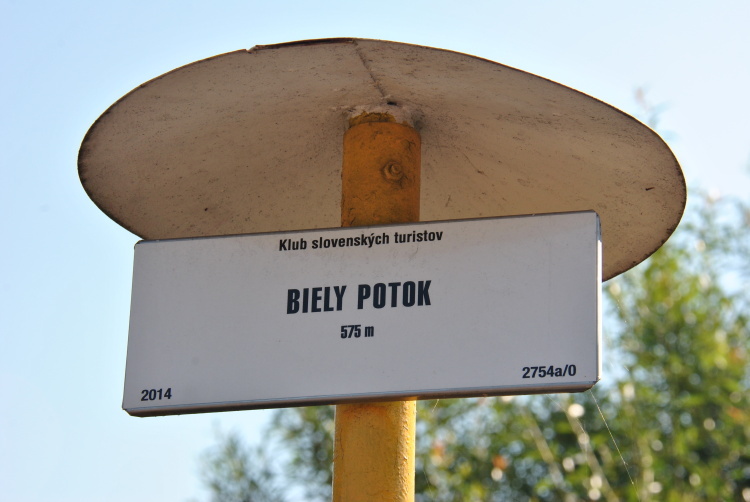 Klub slovenských turistov
BIELY POTOK
575 m
2014
2754a/0